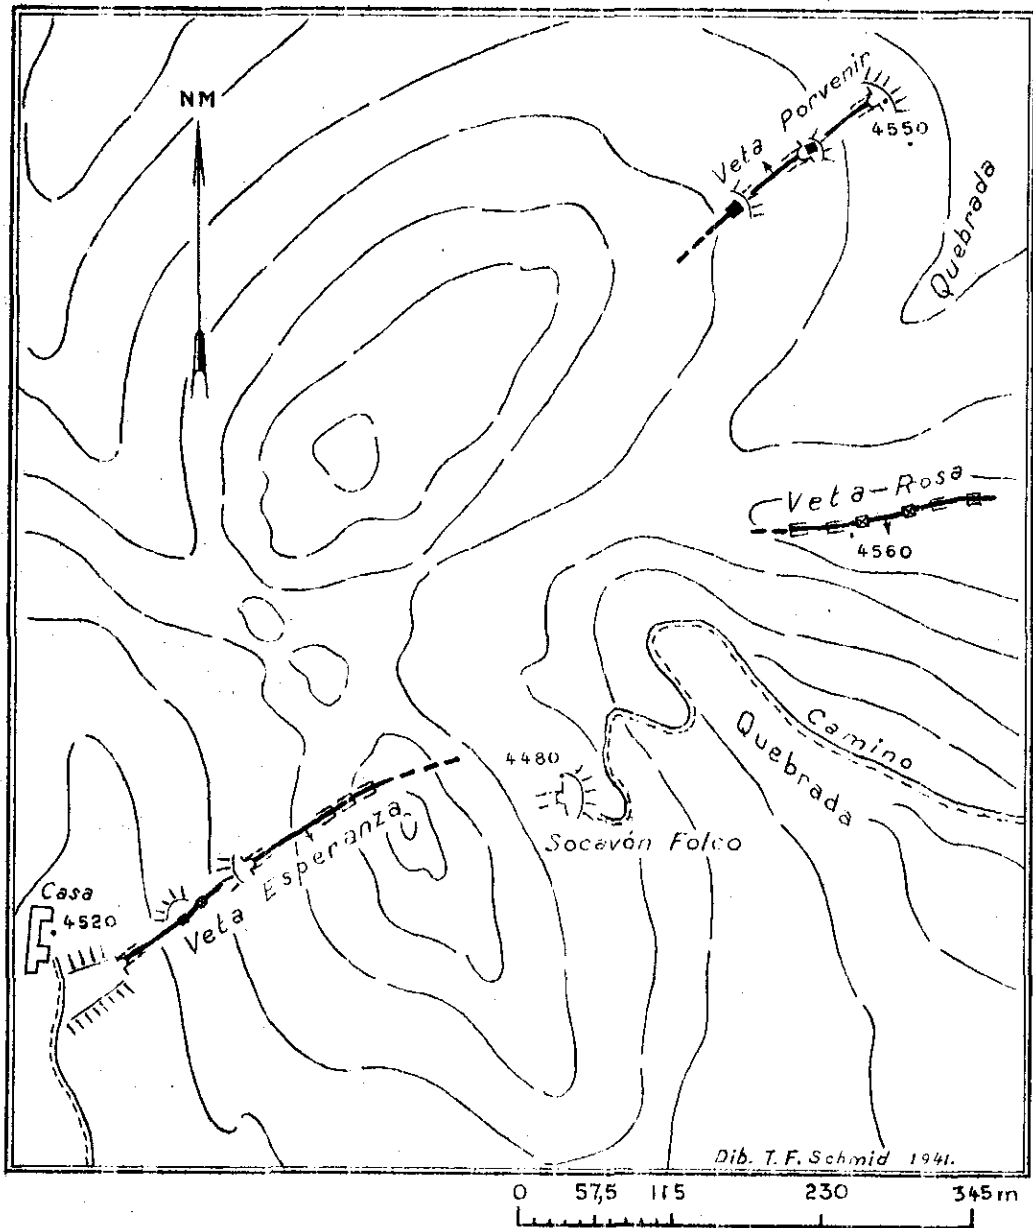 NM
Veta Porvenir
4550
Quebrada
Veta-Rosa
4560
Camino
Quebrada
4480
Socavón Folco
Veta Esperanza
Casa
4520
Dib. T. F. Schmid 1941.
0 57,5 115 230 345 m